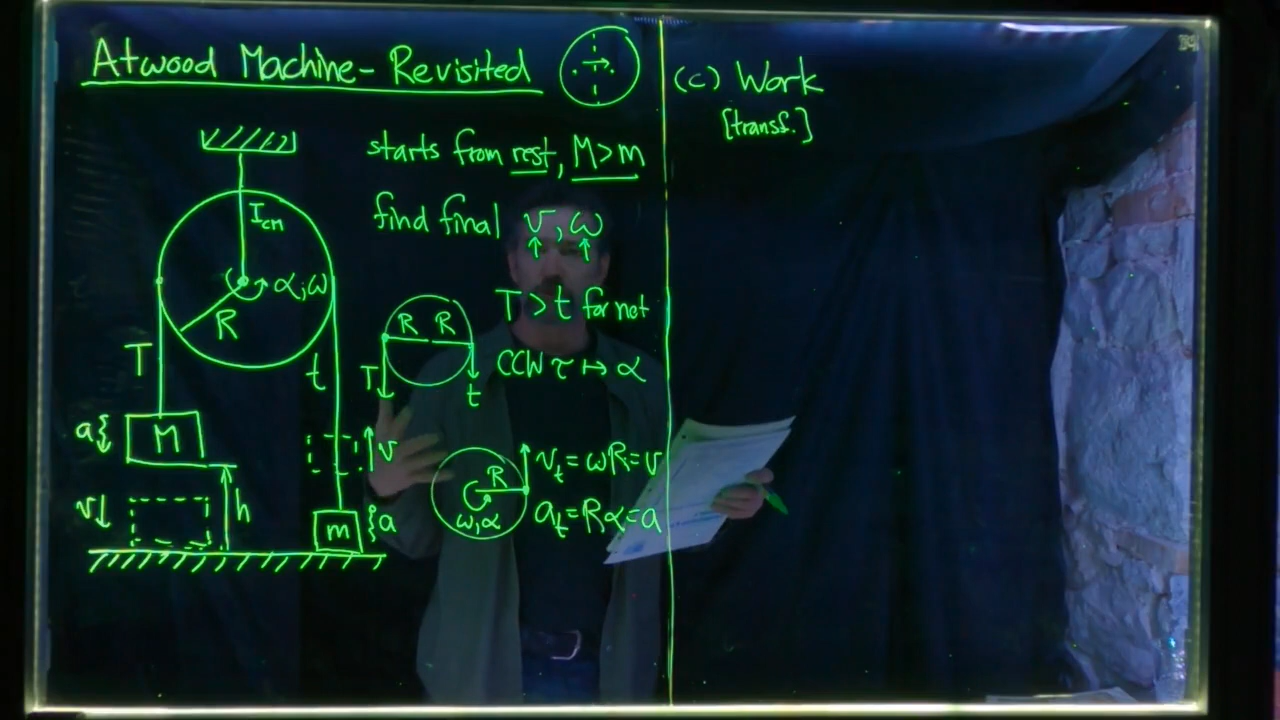 Atwood Machine - Revisited
starts from rest, M>m
find final v, ω
I_cm
α, ω
R
T
t
T > t for net
CCW τ ↦ α
R R
T
t
a
M
v
h
v
m
a
R
ω, α
v_t = ωR = v
a_t = Rα = a
(c) Work
[transf.]